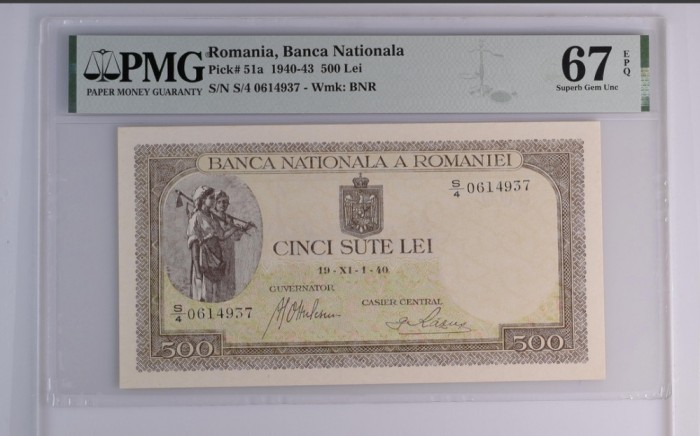 PMG
PAPER MONEY GUARANTY
Romania, Banca Nationala
Pick# 51a 1940-43 500 Lei
S/N S/4 0614937 - Wmk: BNR
67
EPQ
Superb Gem Unc
BANCA NATIONALA A ROMANIEI
S/4 0614937
CINCI SUTE LEI
19 - XI - 1 - 40
GUVERNATOR
CASIER CENTRAL
S/4 0614937
500
500